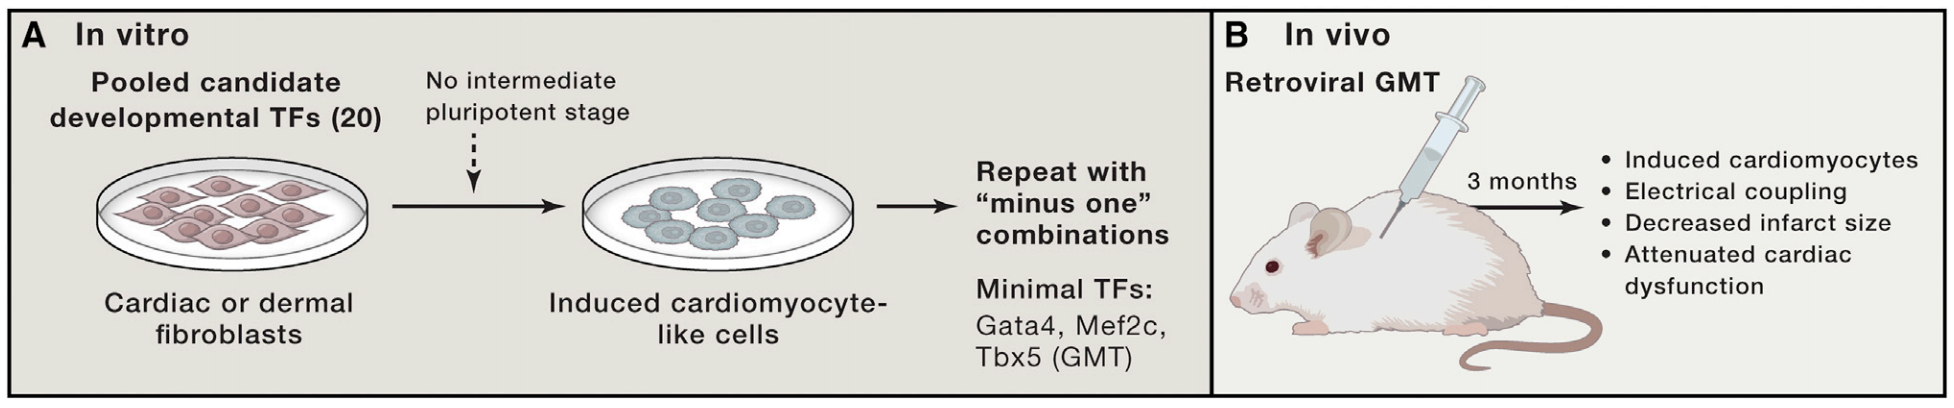 A In vitro
Pooled candidate
developmental TFs (20)
No intermediate
pluripotent stage
Cardiac or dermal
fibroblasts
Induced cardiomyocyte-
like cells
Repeat with
“minus one”
combinations
Minimal TFs:
Gata4, Mef2c,
Tbx5 (GMT)
B In vivo
Retroviral GMT
3 months
• Induced cardiomyocytes
• Electrical coupling
• Decreased infarct size
• Attenuated cardiac
dysfunction